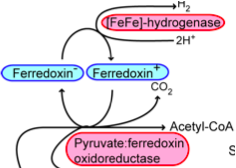 H₂
[FeFe]-hydrogenase
2H⁺
Ferredoxin⁻ Ferredoxin⁺
CO₂
Acetyl-CoA
S
Pyruvate:ferredoxin
oxidoreductase